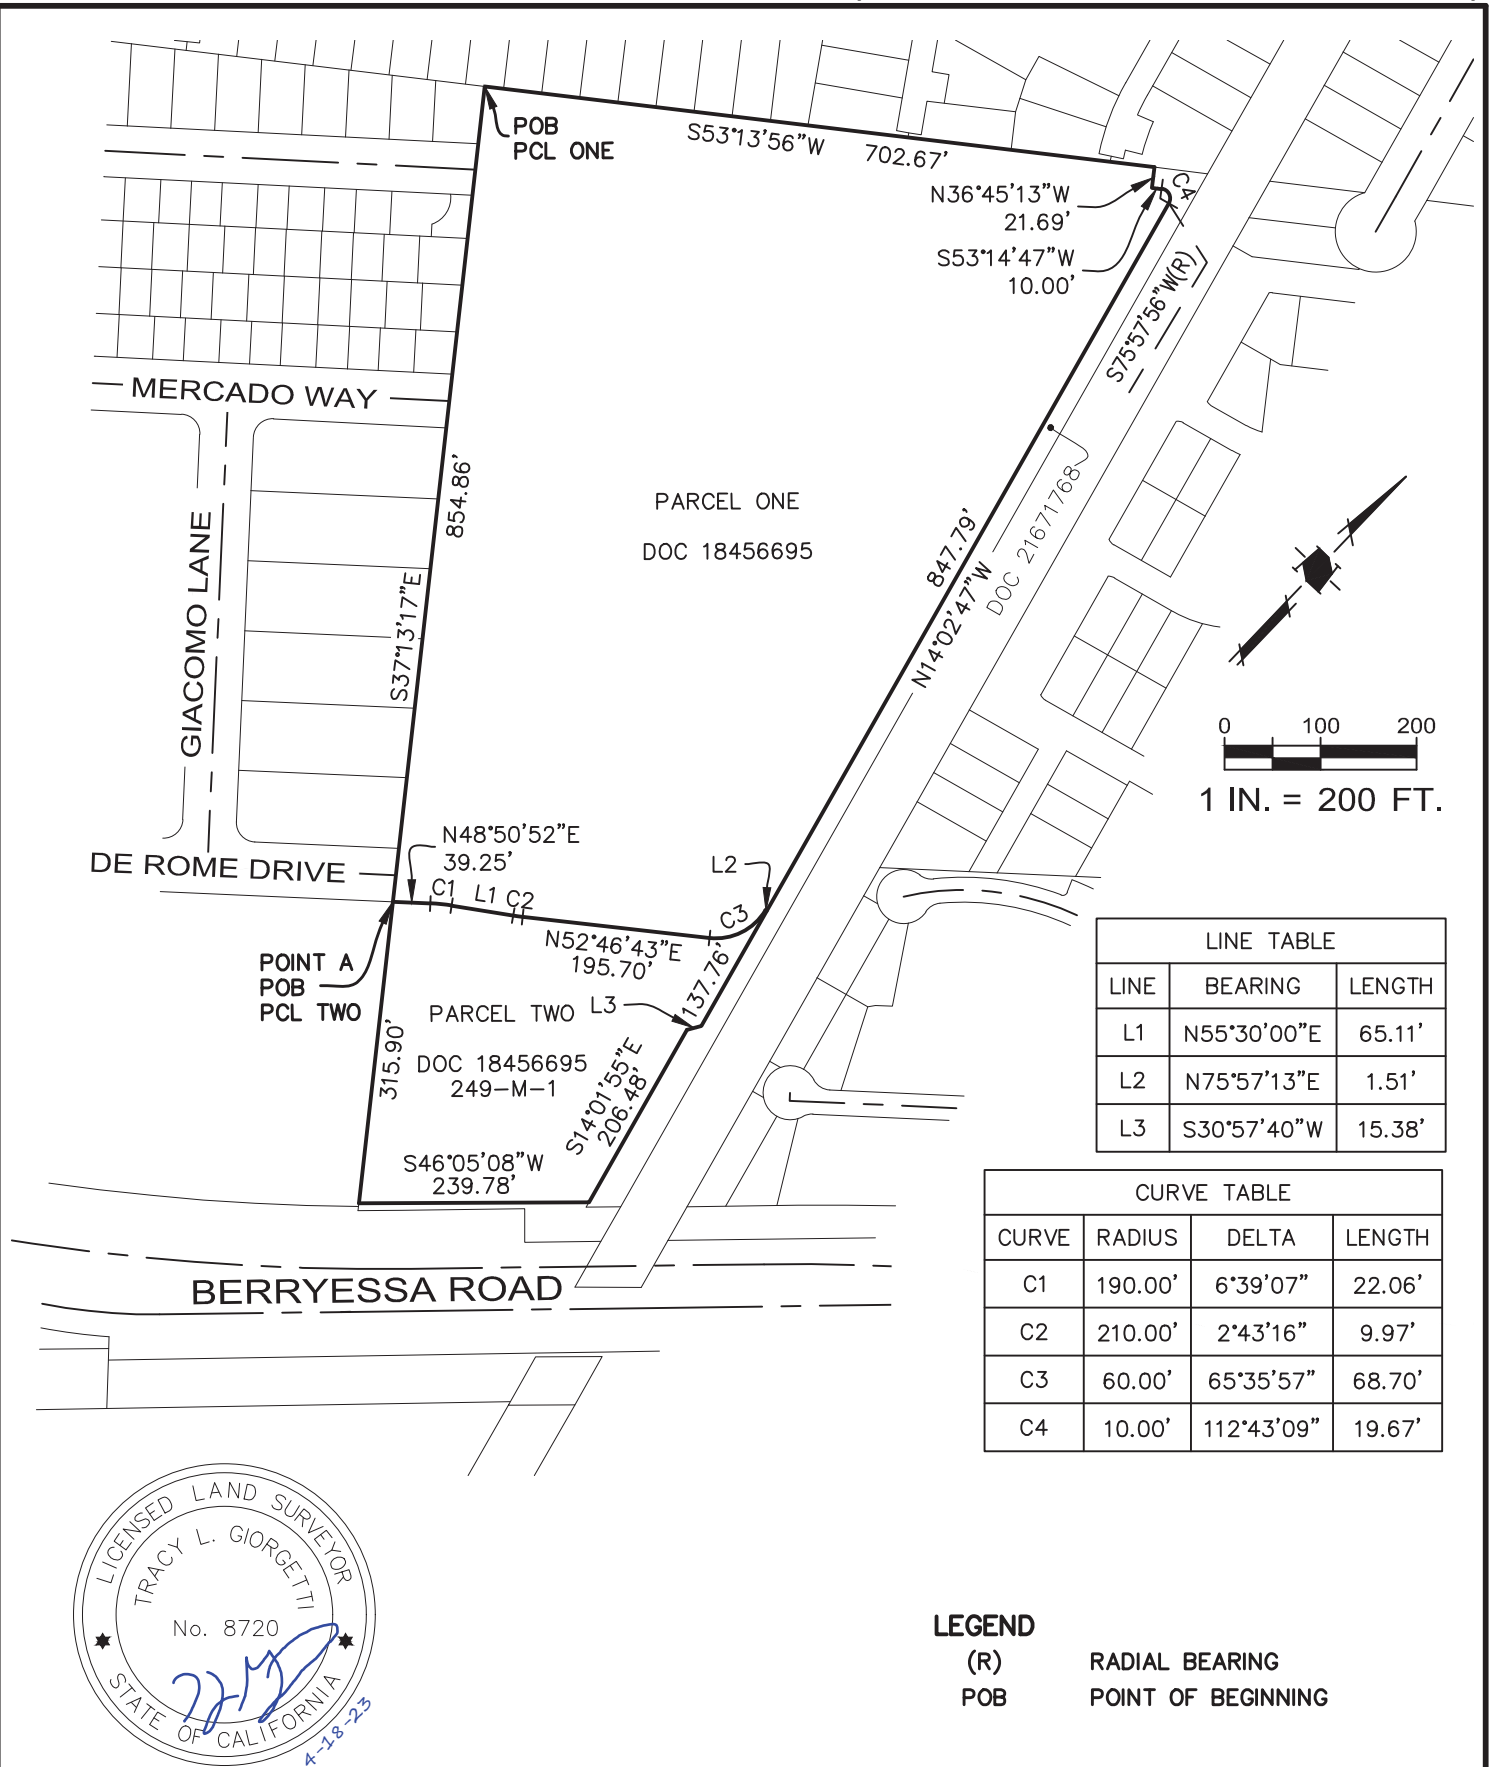 POB
PCL ONE
S53°13'56"W 702.67'
N36°45'13"W
21.69'
C4
S53°14'47"W
10.00'
S75°57'56"W(R)
MERCADO WAY
GIACOMO LANE
854.86'
S37°13'17"E
PARCEL ONE
DOC 18456695
847.79'
N14°02'47"W
DOC 21671768
0 100 200
1 IN. = 200 FT.
DE ROME DRIVE
N48°50'52"E
39.25'
C1
L1
C2
L2
C3
N52°46'43"E
195.70'
137.76'
POINT A
POB
PCL TWO
L3
PARCEL TWO
DOC 18456695
249-M-1
315.90'
S14°01'55"E
206.48'
S46°05'08"W
239.78'
BERRYESSA ROAD
LINE TABLE
LINE BEARING LENGTH
L1 N55°30'00"E 65.11'
L2 N75°57'13"E 1.51'
L3 S30°57'40"W 15.38'
CURVE TABLE
CURVE RADIUS DELTA LENGTH
C1 190.00' 6°39'07" 22.06'
C2 210.00' 2°43'16" 9.97'
C3 60.00' 65°35'57" 68.70'
C4 10.00' 112°43'09" 19.67'
LICENSED LAND SURVEYOR
TRACY L. GIORGETTI
No. 8720
STATE OF CALIFORNIA
4-18-23
LEGEND
(R) RADIAL BEARING
POB POINT OF BEGINNING